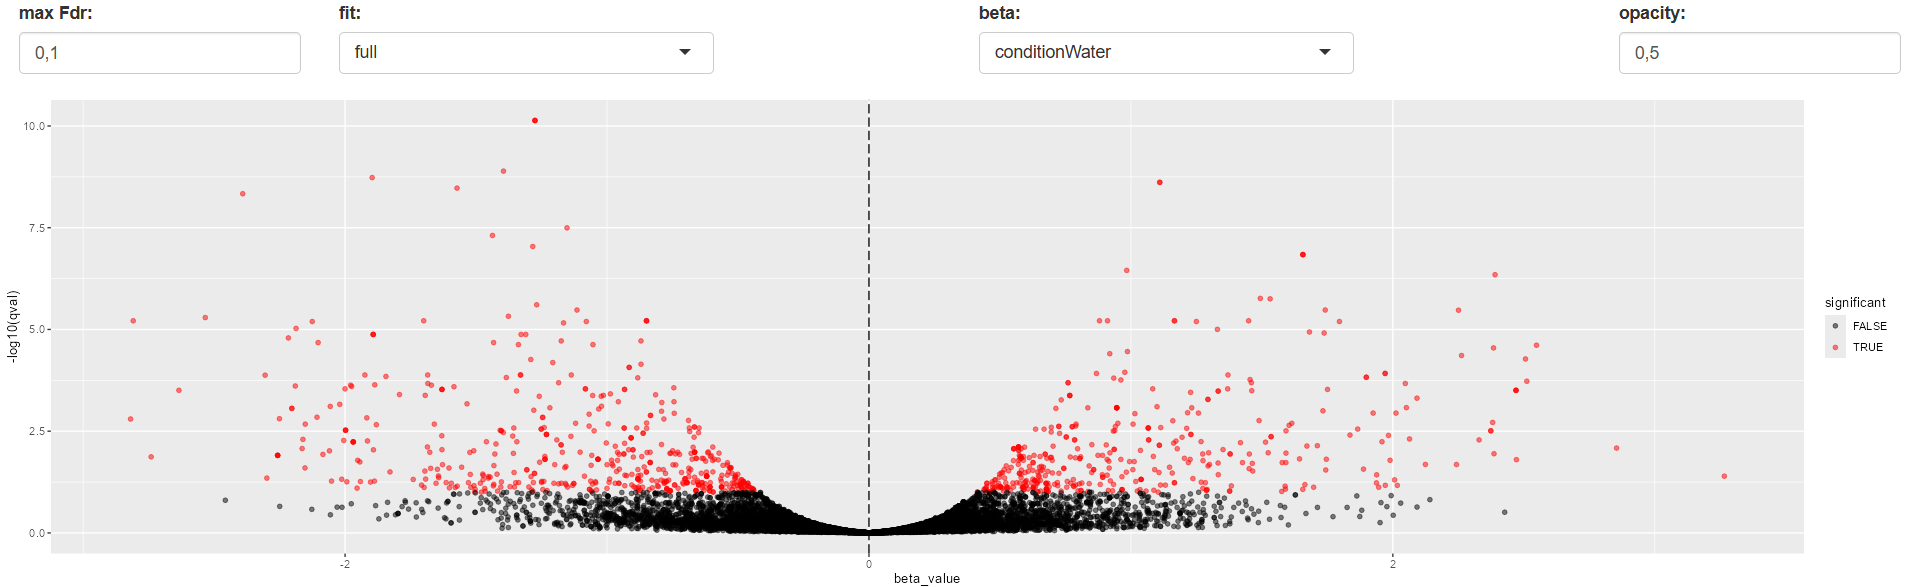 max Fdr: fit: beta: opacity:
0,1 full conditionWater 0,5
10.0
7.5
5.0
2.5
0.0
-log10(qval)
-2 0 2
beta_value
significant
FALSE
TRUE